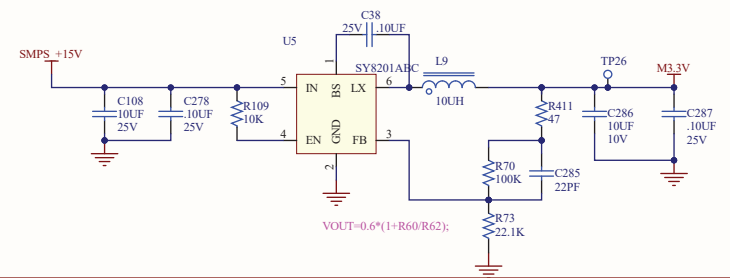 C38
25V .10UF
U5
SMPS_+15V
1
SY8201ABC
L9
TP26
M3.3V
5 IN BS LX 6
10UH
C108
10UF
25V
C278
.10UF
25V
R109
10K
R411
47
C286
10UF
10V
C287
.10UF
25V
4 EN GND FB 3
2
R70
100K
C285
22PF
VOUT=0.6*(1+R60/R62);
R73
22.1K